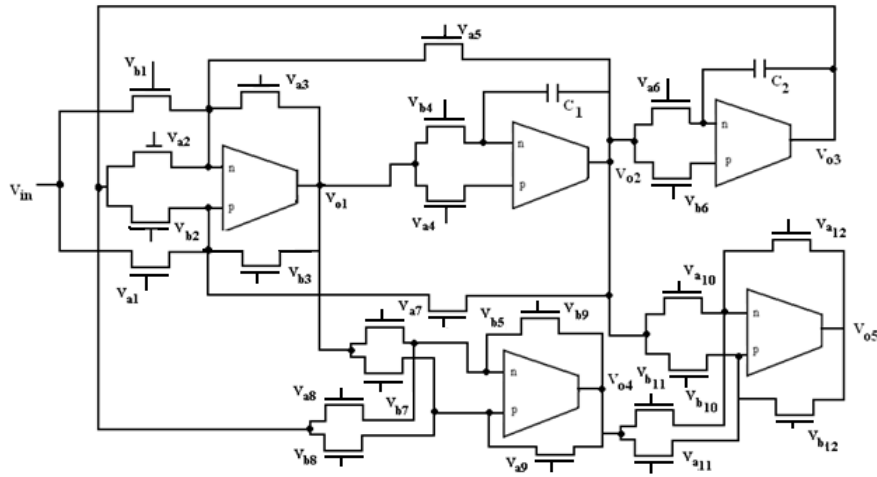 Va5
Vb1
Va3
Va6
C2
Vb4
C1
Va2
n
n
n
Vin
Vo1
Vo2
Vo3
p
p
p
Vb2
Va4
Vb6
Va1
Vb3
Va12
Va10
Va7
Vb5
Vb9
n
Vo5
n
p
Vb7
Vo4
Vb11
Vb10
Va8
p
Vb8
Va9
Va11
Vb12